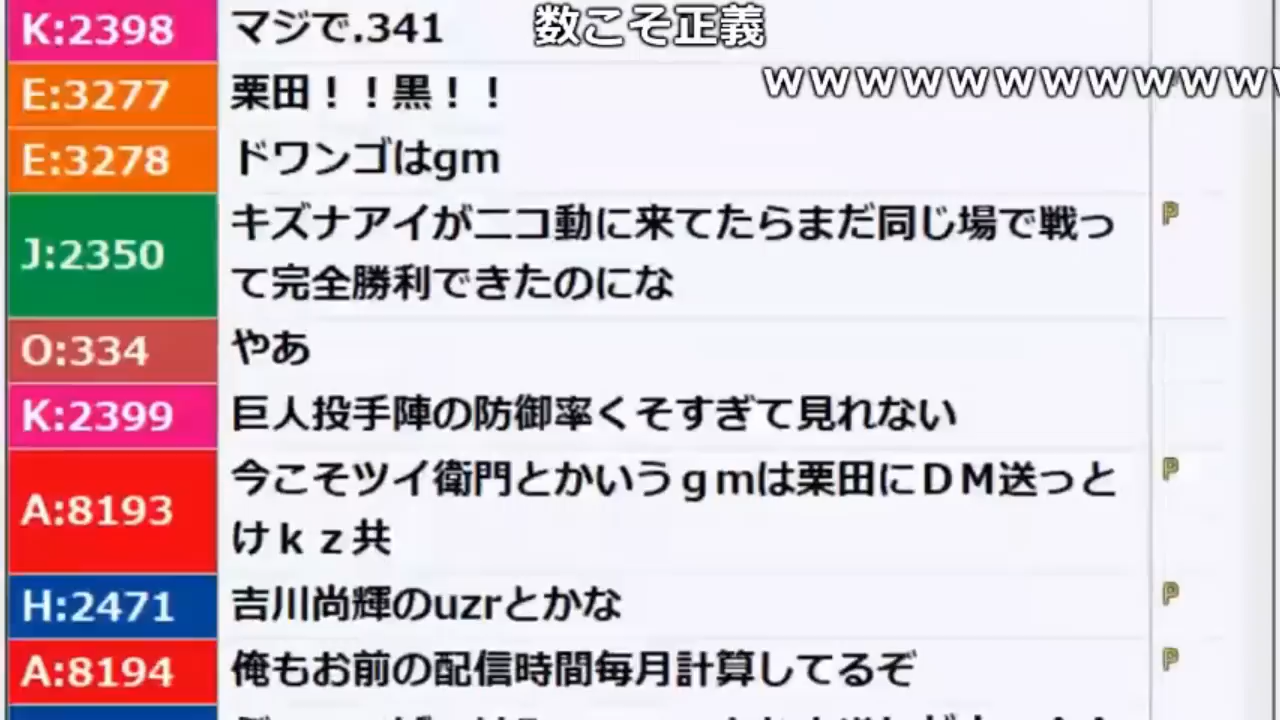 K:2398 マジで.341
数こそ正義
E:3277 栗田！！黒！！
wwwwwwwwwwwww
E:3278 ドワンゴはgm
J:2350 キズナアイがニコ動に来てたらまだ同じ場で戦っ P
て完全勝利できたのにな
O:334 やあ
K:2399 巨人投手陣の防御率くそすぎて見れない
A:8193 今こそツイ衛門とかいうｇｍは栗田にＤＭ送っと P
けｋｚ共
H:2471 吉川尚輝のuzrとかな P
A:8194 俺もお前の配信時間毎月計算してるぞ P